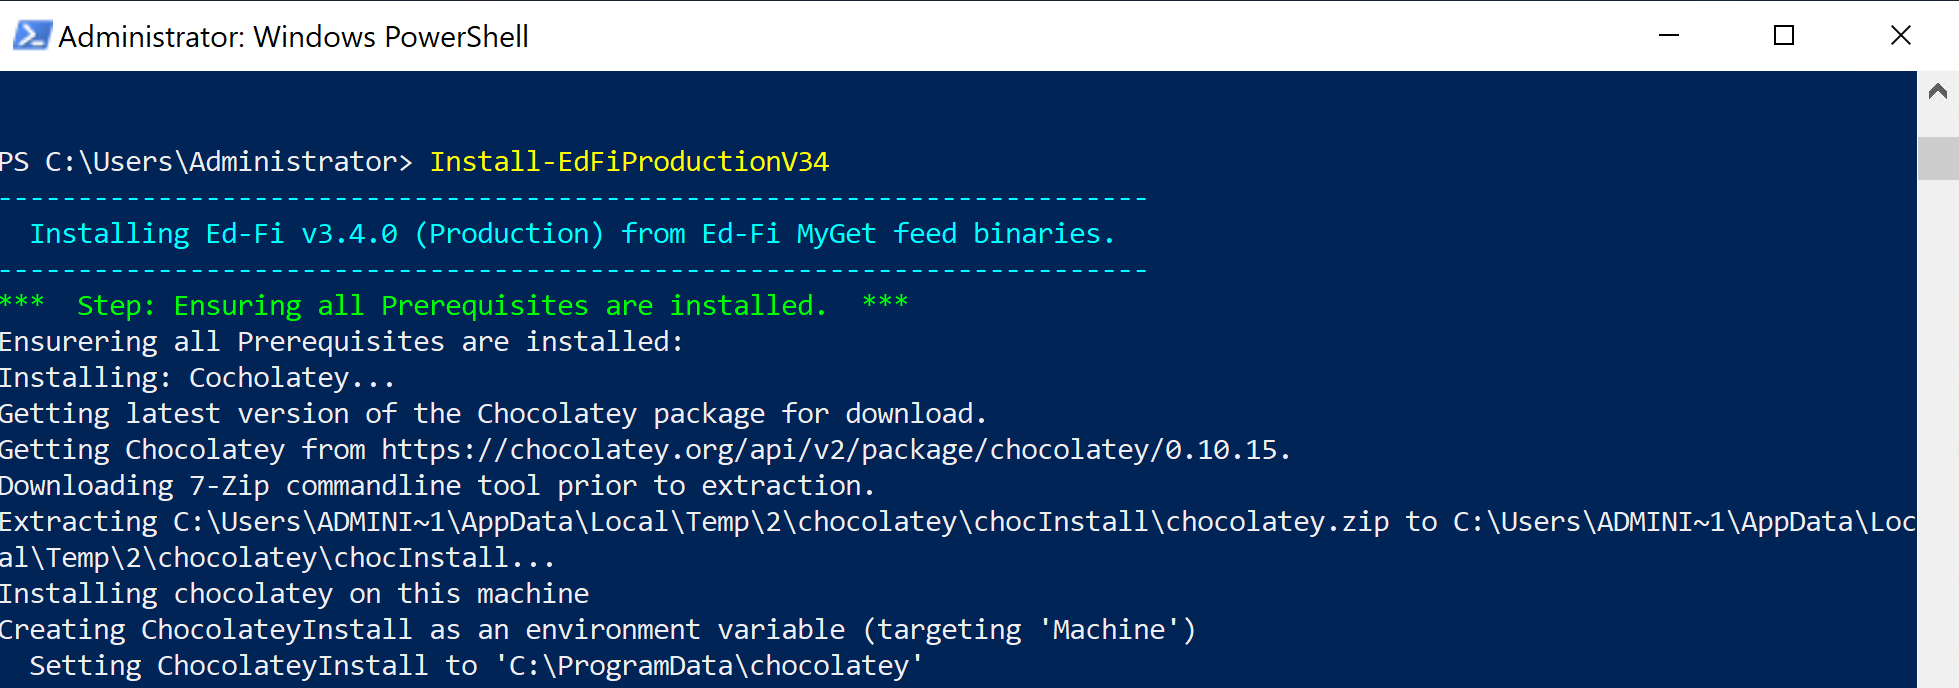 Administrator: Windows PowerShell
PS C:\Users\Administrator> Install-EdFiProductionV34
------------------------------------------------------------------------
  Installing Ed-Fi v3.4.0 (Production) from Ed-Fi MyGet feed binaries.
------------------------------------------------------------------------
***  Step: Ensuring all Prerequisites are installed.  ***
Ensurering all Prerequisites are installed:
Installing: Cocholatey...
Getting latest version of the Chocolatey package for download.
Getting Chocolatey from https://chocolatey.org/api/v2/package/chocolatey/0.10.15.
Downloading 7-Zip commandline tool prior to extraction.
Extracting C:\Users\ADMINI~1\AppData\Local\Temp\2\chocolatey\chocInstall\chocolatey.zip to C:\Users\ADMINI~1\AppData\Loc
al\Temp\2\chocolatey\chocInstall...
Installing chocolatey on this machine
Creating ChocolateyInstall as an environment variable (targeting 'Machine')
  Setting ChocolateyInstall to 'C:\ProgramData\chocolatey'